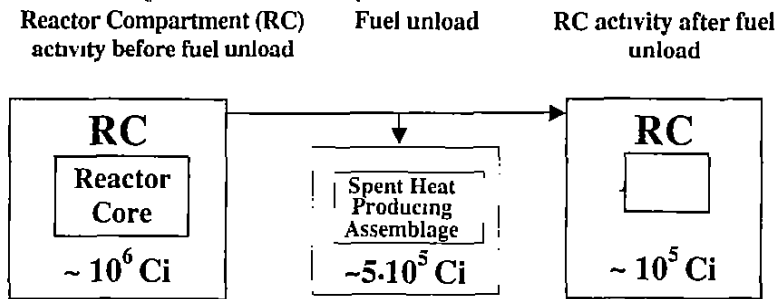 Reactor Compartment (RC)
activity before fuel unload
Fuel unload
RC activity after fuel
unload
RC
Reactor
Core
~ 10⁶ Ci
Spent Heat
Producing
Assemblage
~5.10⁵ Ci
RC
~ 10⁵ Ci